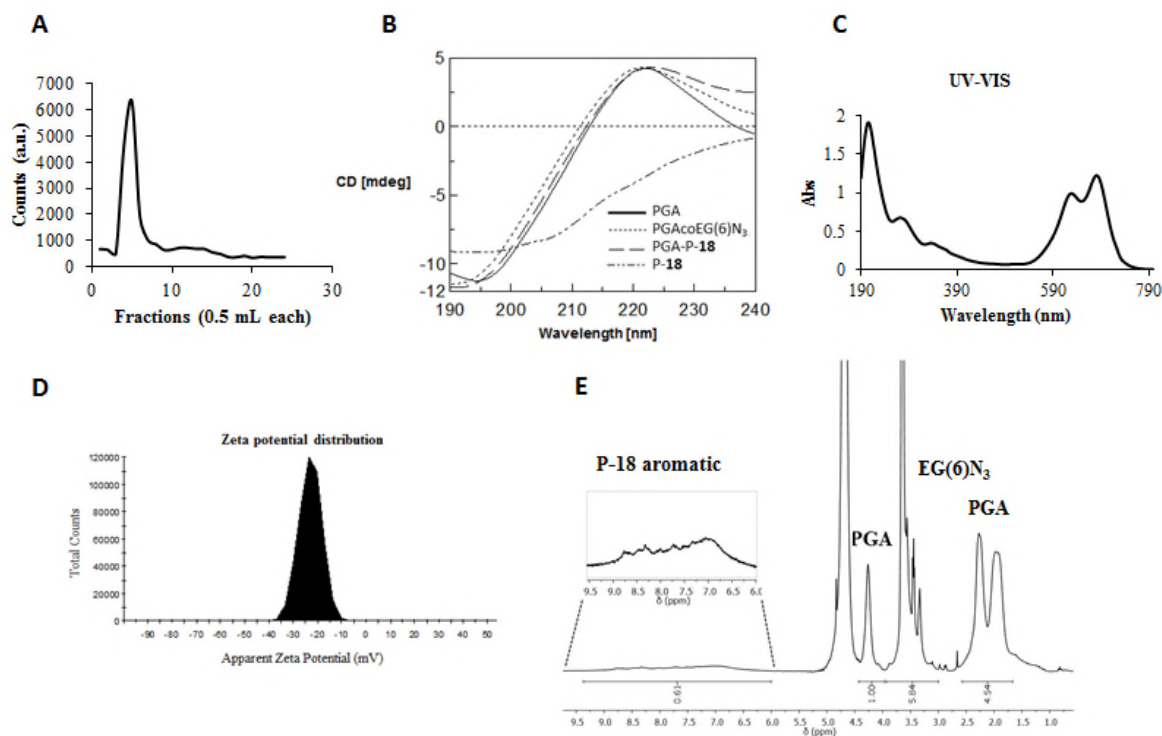 A
7000
6000
5000
4000
3000
2000
1000
0
Counts (a.u.)
0 10 20 30
Fractions (0.5 mL each)
B
5
0
-5
-10
-12
CD [mdeg]
PGA
PGAcoEG(6)N₃
PGA-P-18
P-18
190 200 210 220 230 240
Wavelength [nm]
C
UV-VIS
2
1.5
1
0.5
0
Abs
190 390 590 790
Wavelength (nm)
D
Zeta potential distribution
120000
100000
80000
60000
40000
20000
0
Total Counts
-90 -80 -70 -60 -50 -40 -30 -20 -10 0 10 20 30 40 50
Apparent Zeta Potential (mV)
E
P-18 aromatic
9.5 9.0 8.5 8.0 7.5 7.0 6.5 6.0
δ (ppm)
PGA
EG(6)N₃
PGA
0.61
1.00
5.84
4.54
9.5 9.0 8.5 8.0 7.5 7.0 6.5 6.0 5.5 5.0 4.5 4.0 3.5 3.0 2.5 2.0 1.5 1.0
δ (ppm)